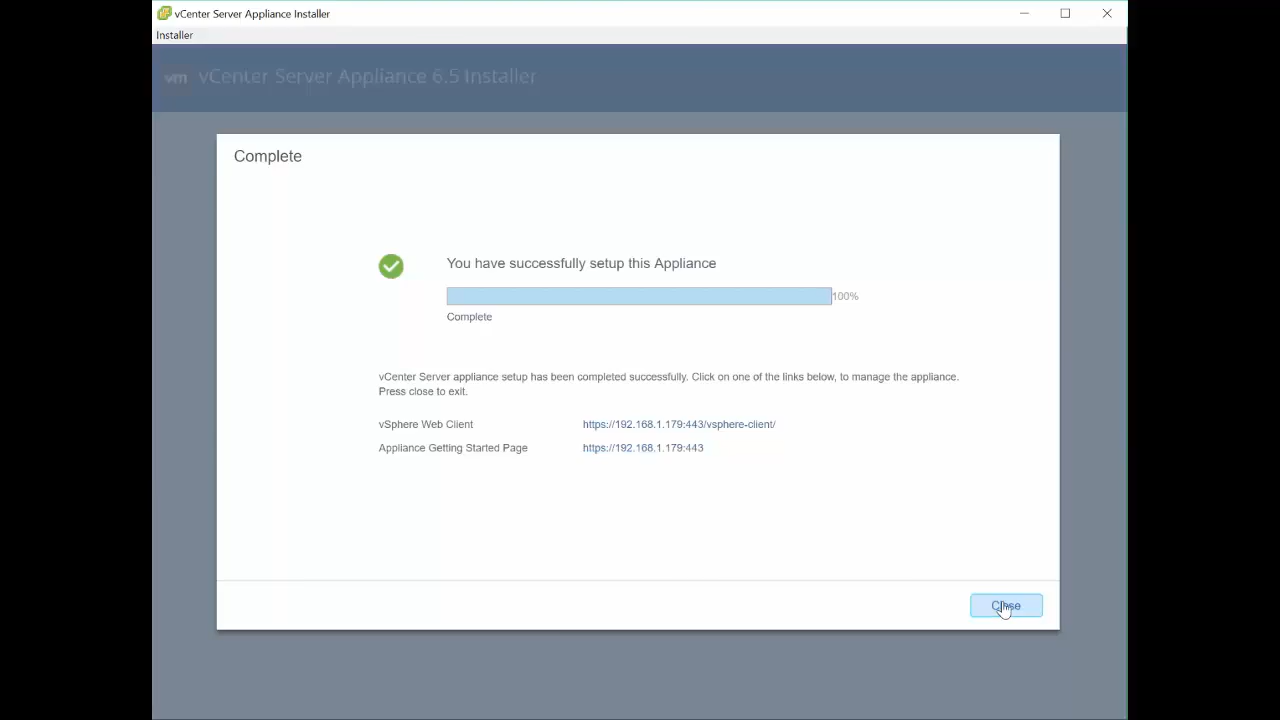 vCenter Server Appliance Installer
Installer
vm vCenter Server Appliance 6.5 Installer
Complete
You have successfully setup this Appliance
100%
Complete
vCenter Server appliance setup has been completed successfully. Click on one of the links below, to manage the appliance.
Press close to exit.
vSphere Web Client https://192.168.1.179:443/vsphere-client/
Appliance Getting Started Page https://192.168.1.179:443
Close